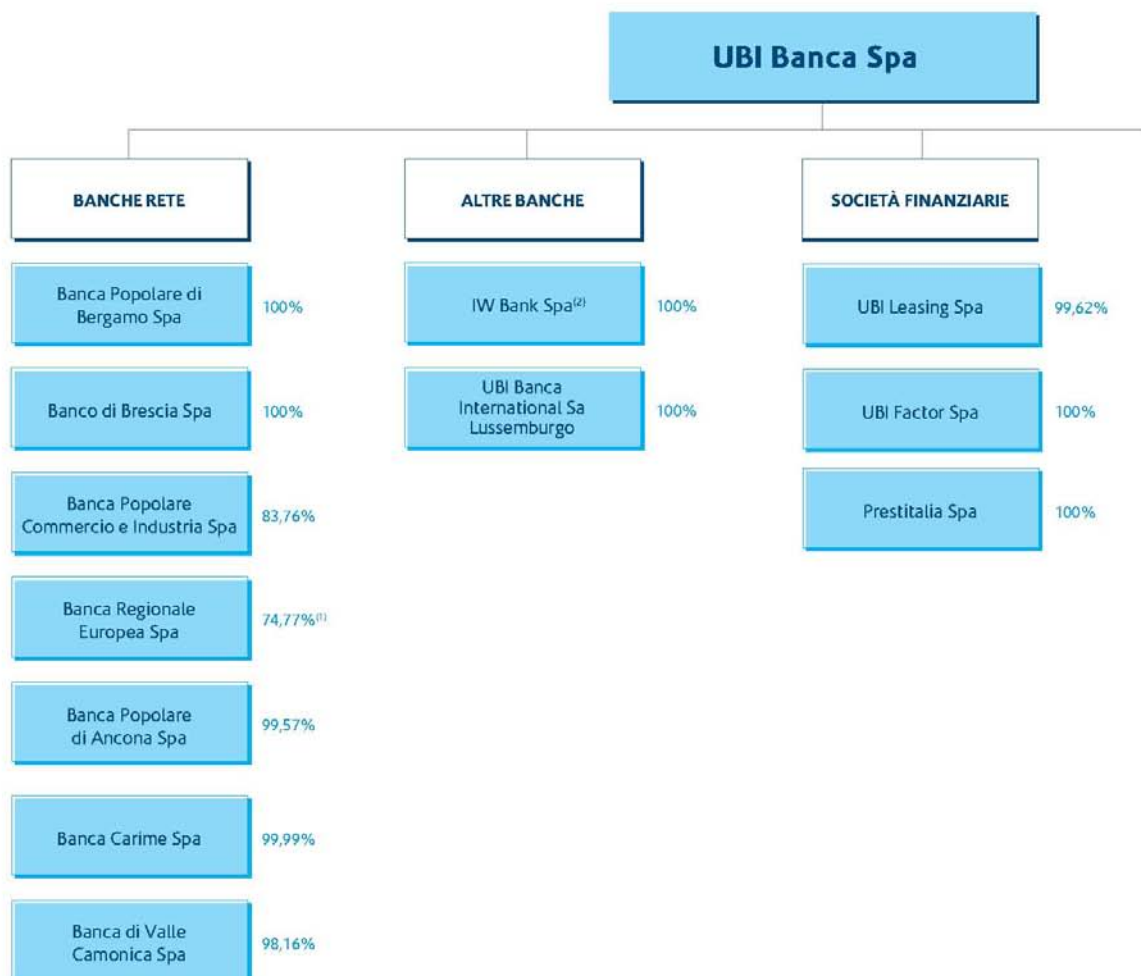 UBI Banca Spa
BANCHE RETE
Banca Popolare di
Bergamo Spa
100%
Banco di Brescia Spa
100%
Banca Popolare
Commercio e Industria Spa
83,76%
Banca Regionale
Europea Spa
74,77%(1)
Banca Popolare
di Ancona Spa
99,57%
Banca Carime Spa
99,99%
Banca di Valle
Camonica Spa
98,16%
ALTRE BANCHE
IW Bank Spa(2)
100%
UBI Banca
International Sa
Lussemburgo
100%
SOCIETÀ FINANZIARIE
UBI Leasing Spa
99,62%
UBI Factor Spa
100%
Prestitalia Spa
100%